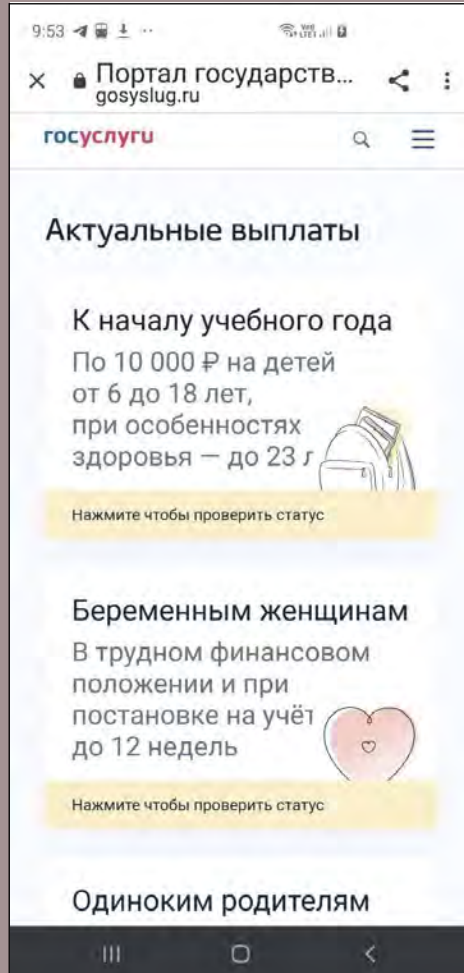 9:53
Портал государств...
gosyslug.ru
госуслуги
Актуальные выплаты
К началу учебного года
По 10 000 ₽ на детей
от 6 до 18 лет,
при особенностях
здоровья — до 23 л
Нажмите чтобы проверить статус
Беременным женщинам
В трудном финансовом
положении и при
постановке на учёт
до 12 недель
Нажмите чтобы проверить статус
Одиноким родителям